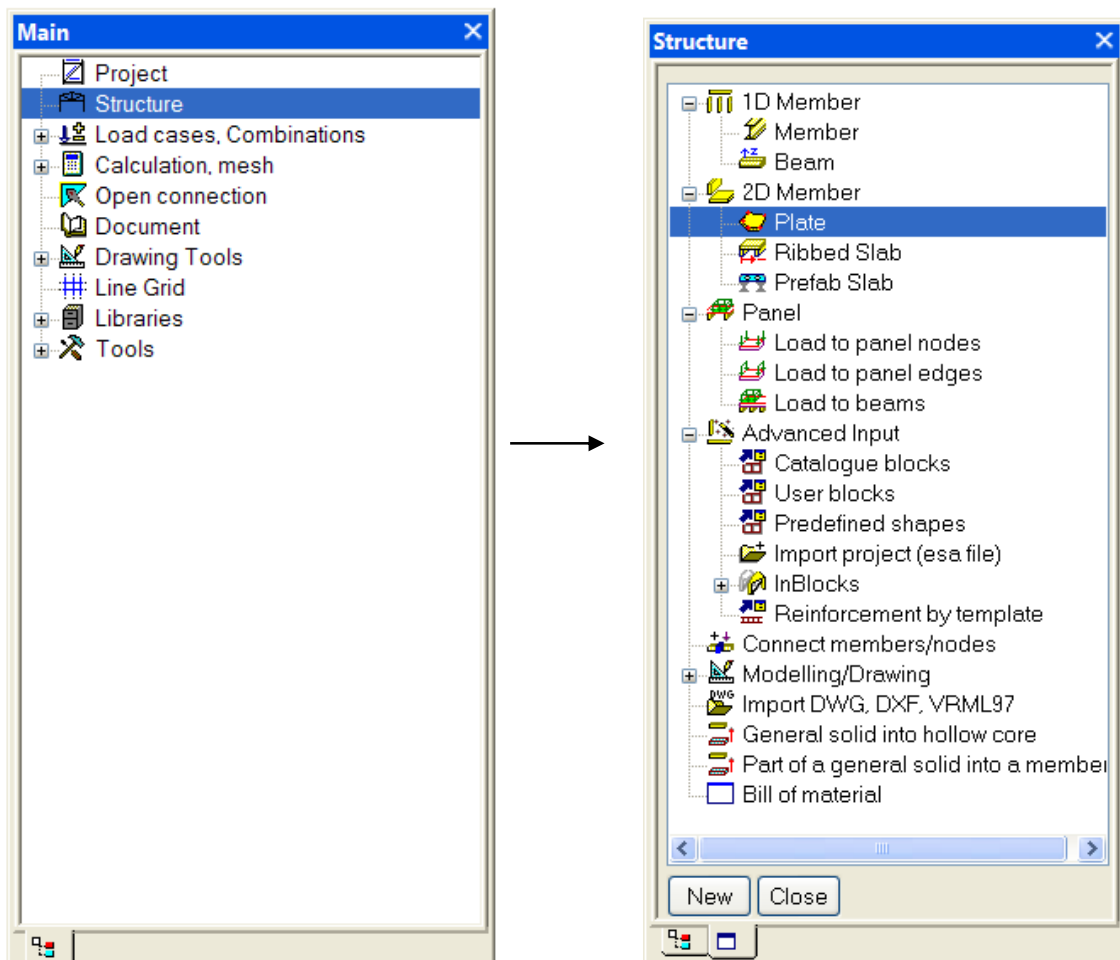 Main
Project
Structure
Load cases, Combinations
Calculation, mesh
Open connection
Document
Drawing Tools
Line Grid
Libraries
Tools
Structure
1D Member
Member
Beam
2D Member
Plate
Ribbed Slab
Prefab Slab
Panel
Load to panel nodes
Load to panel edges
Load to beams
Advanced Input
Catalogue blocks
User blocks
Predefined shapes
Import project (esa file)
InBlocks
Reinforcement by template
Connect members/nodes
Modelling/Drawing
DWG
Import DWG, DXF, VRML97
General solid into hollow core
Part of a general solid into a member
Bill of material
New Close